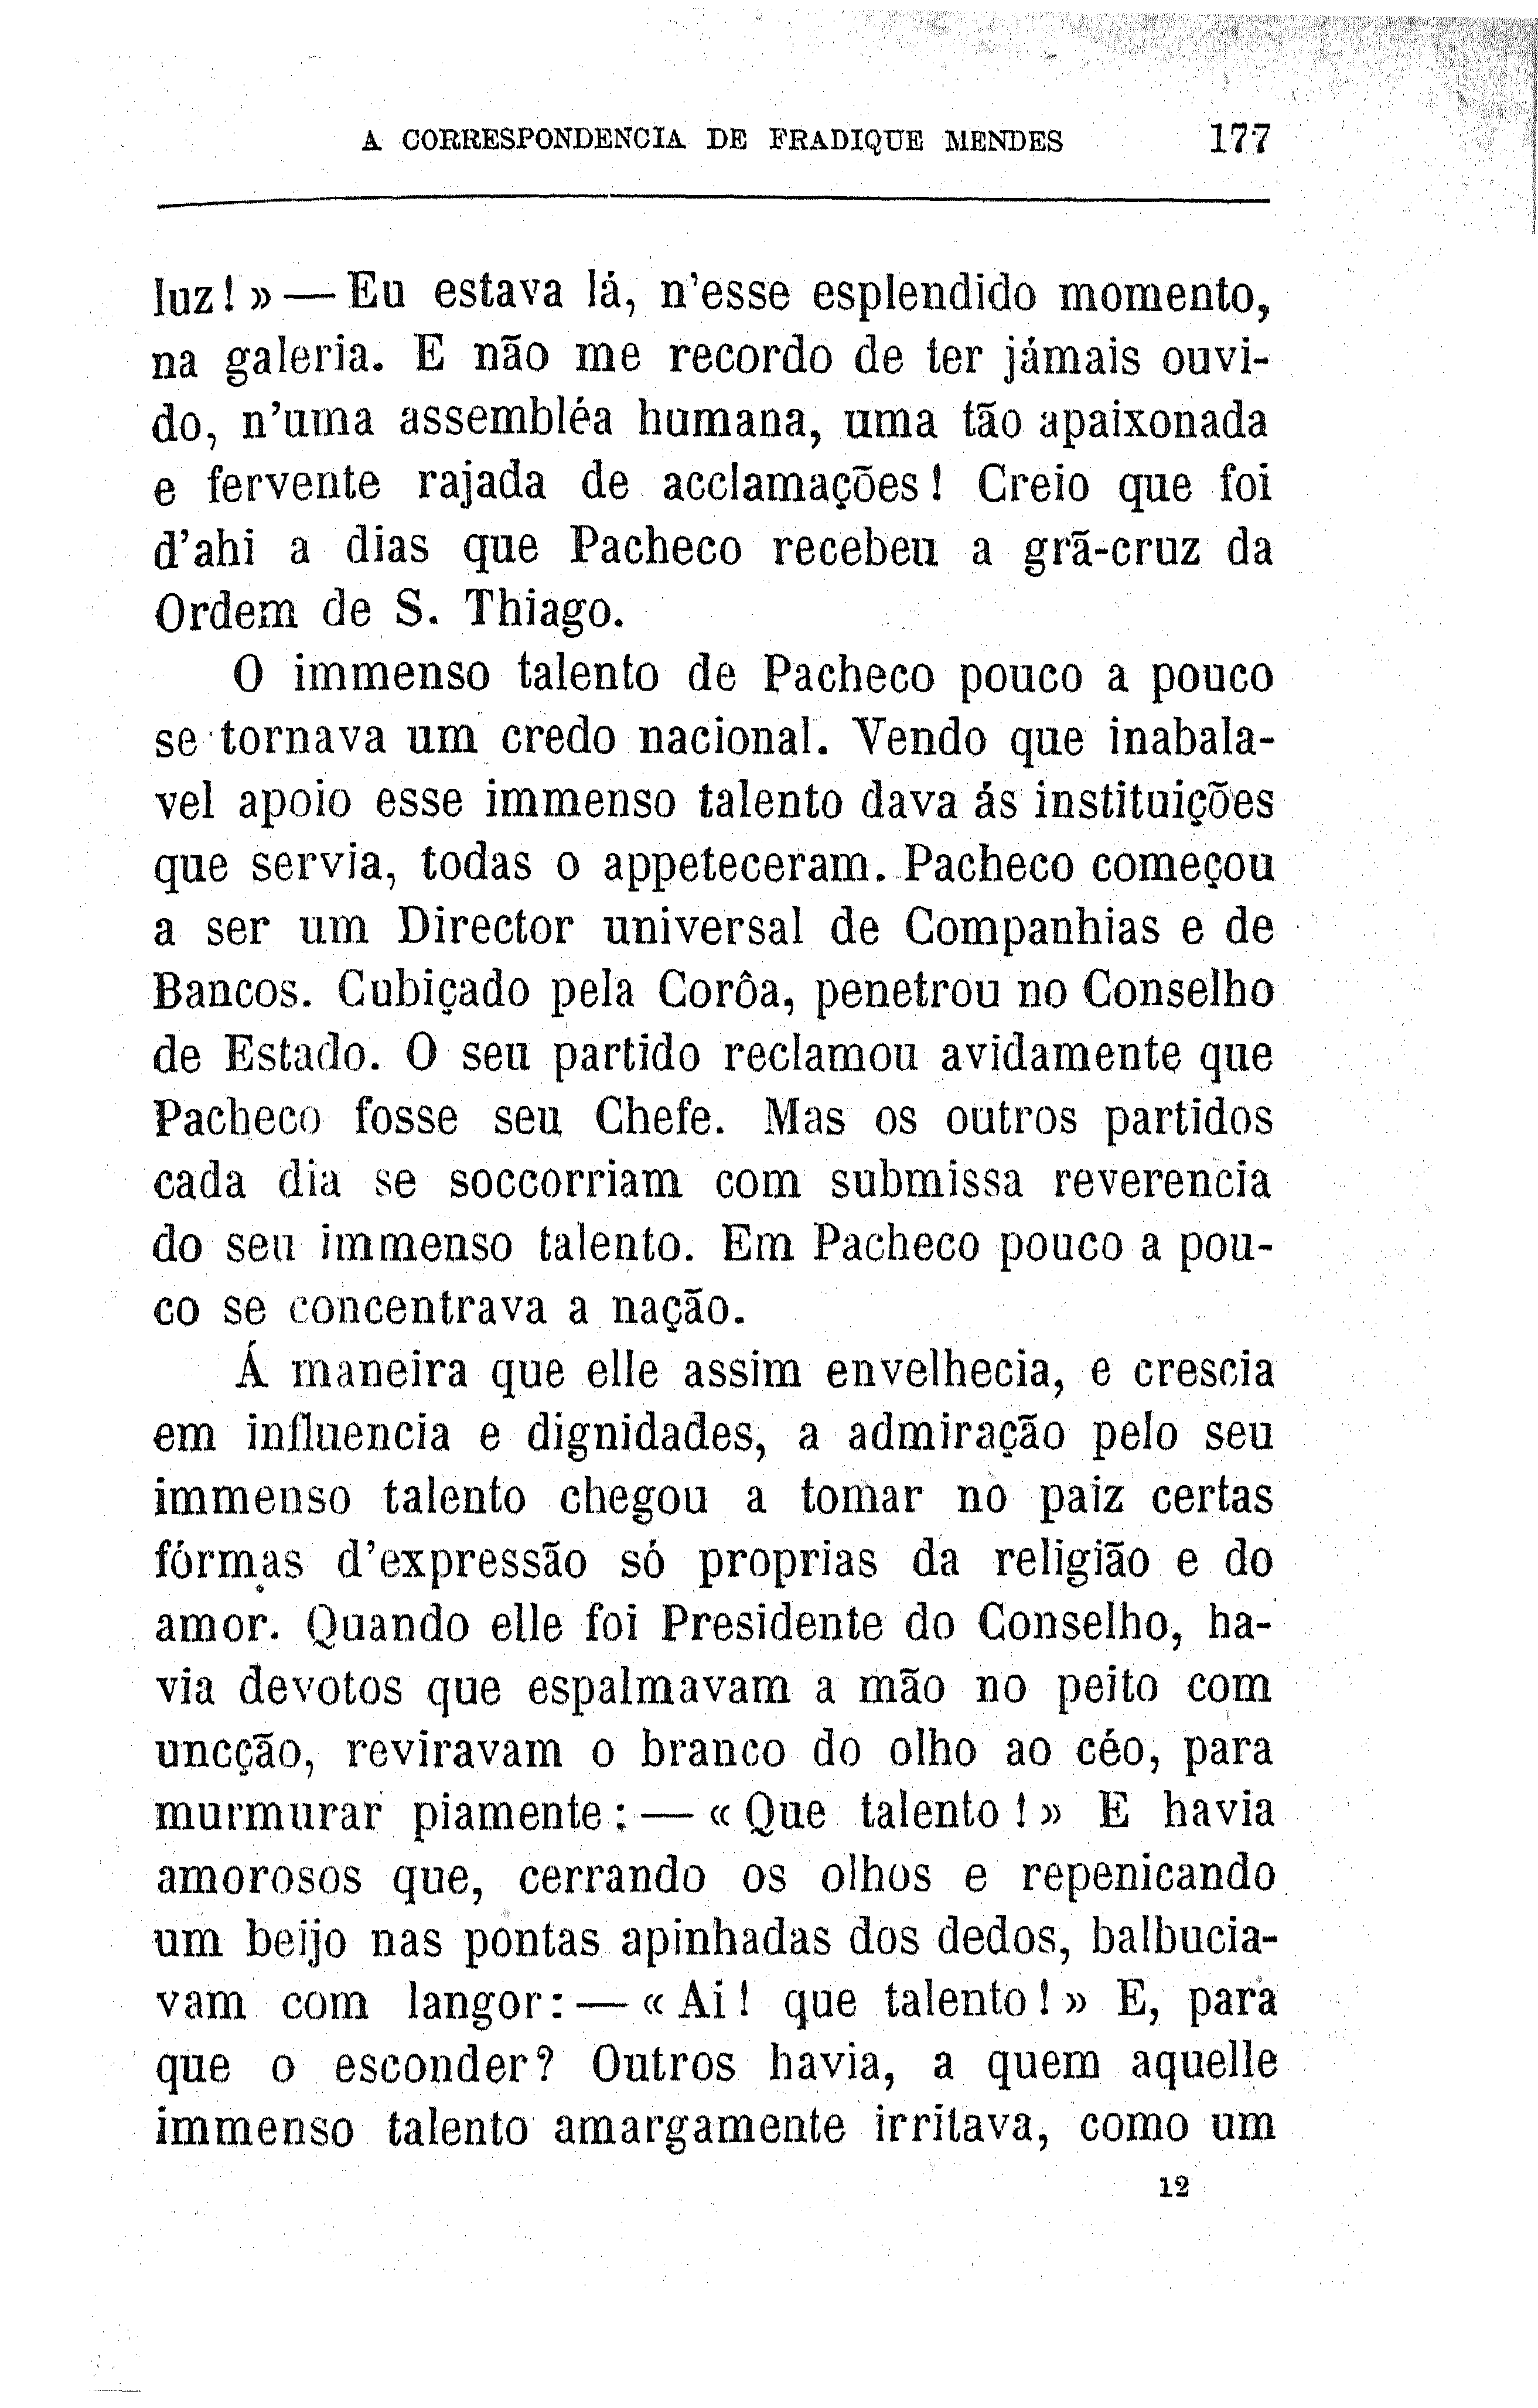 A CORRESPONDENCIA DE FRADIQUE MENDES 177
luz! » — Eu estava lá, n'esse esplendido momento,
na galeria. E não me recordo de ter jámais ouvi-
do, n'uma assembléa humana, uma tão apaixonada
e fervente rajada de acclamações! Creio que foi
d'ahi a dias que Pacheco recebeu a grã-cruz da
Ordem de S. Thiago.
O immenso talento de Pacheco pouco a pouco
se tornava um credo nacional. Vendo que inabala-
vel apoio esse immenso talento dava ás instituições
que servia, todas o appeteceram. Pacheco começou
a ser um Director universal de Companhias e de
Bancos. Cubiçado pela Corôa, penetrou no Conselho
de Estado. O seu partido reclamou avidamente que
Pacheco fosse seu Chefe. Mas os outros partidos
cada dia se soccorriam com submissa reverencia
do seu immenso talento. Em Pacheco pouco a pou-
co se concentrava a nação.
Á maneira que elle assim envelhecia, e crescia
em influencia e dignidades, a admiração pelo seu
immenso talento chegou a tomar no paiz certas
fórmas d'expressão só proprias da religião e do
amor. Quando elle foi Presidente do Conselho, ha-
via devotos que espalmavam a mão no peito com
uncção, reviravam o branco do olho ao céo, para
murmurar piamente: — « Que talento! » E havia
amorosos que, cerrando os olhos e repenicando
um beijo nas pontas apinhadas dos dedos, balbucia-
vam com langor: — « Ai! que talento! » E, para
que o esconder? Outros havia, a quem aquelle
immenso talento amargamente irritava, como um
12